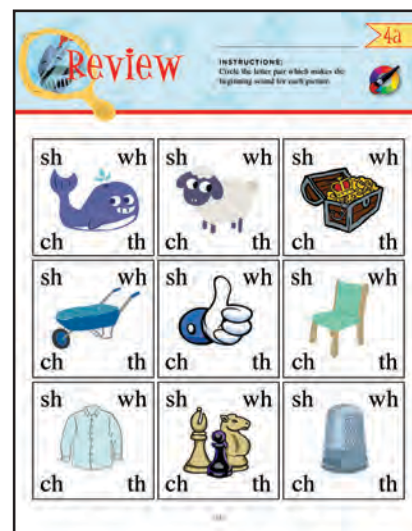 4a
Review
INSTRUCTIONS:
Circle the letter pair which makes the
beginning sound for each picture.
sh wh sh wh sh wh
ch th ch th ch th
sh wh sh wh sh wh
ch th ch th ch th
sh wh sh wh sh wh
ch th ch th ch th